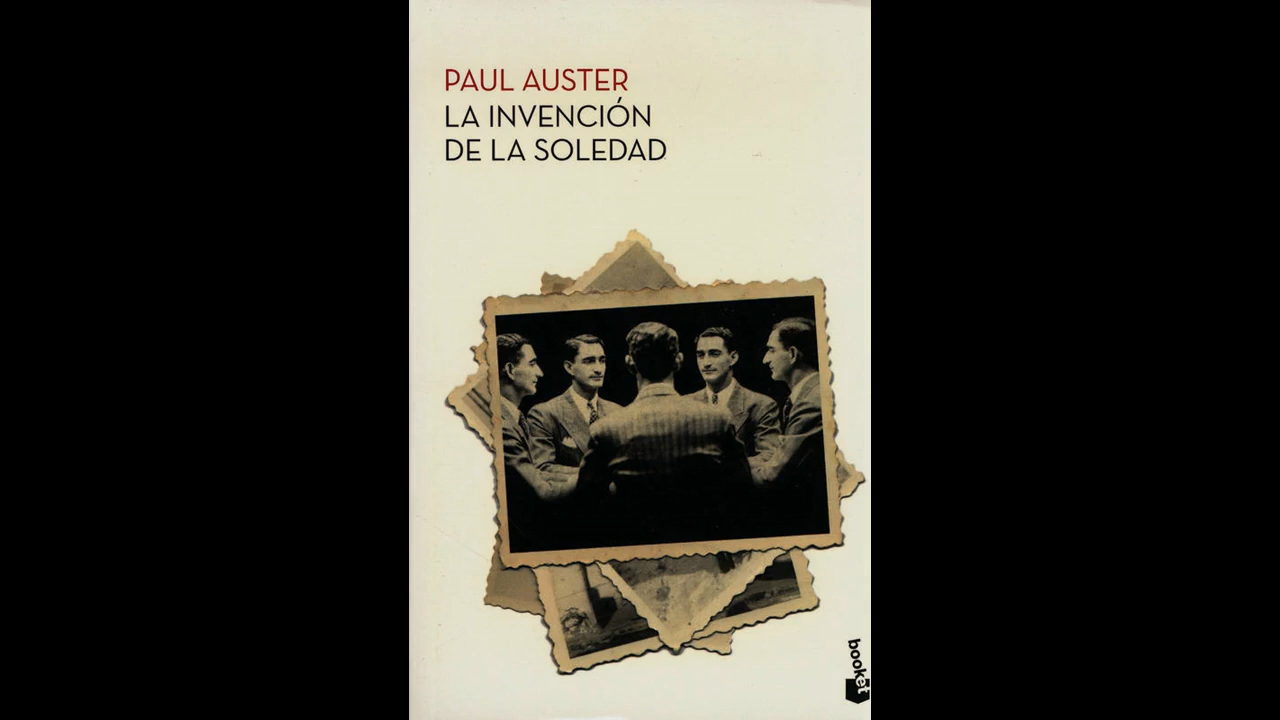 PAUL AUSTER
LA INVENCIÓN
DE LA SOLEDAD
booket